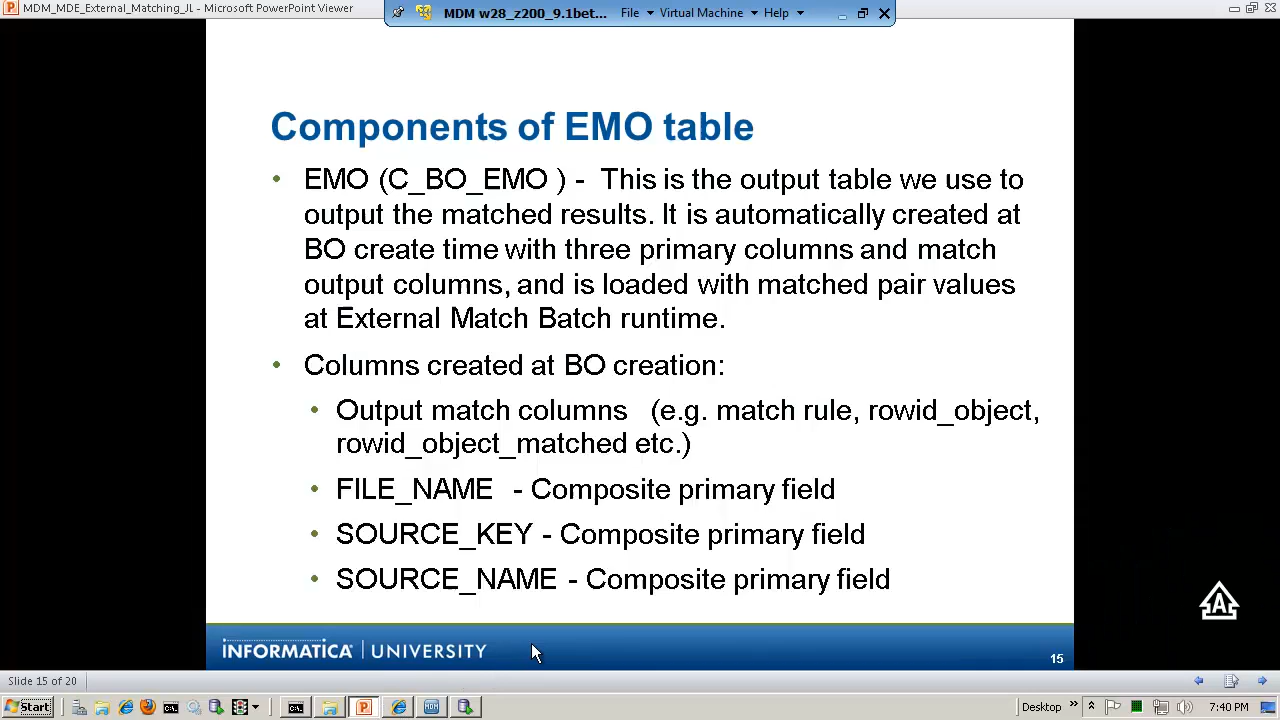 MDM_MDE_External_Matching_JL - Microsoft PowerPoint Viewer
MDM w28_z200_9.1bet... File Virtual Machine Help
Components of EMO table
• EMO (C_BO_EMO ) - This is the output table we use to
output the matched results. It is automatically created at
BO create time with three primary columns and match
output columns, and is loaded with matched pair values
at External Match Batch runtime.
• Columns created at BO creation:
• Output match columns (e.g. match rule, rowid_object,
rowid_object_matched etc.)
• FILE_NAME - Composite primary field
• SOURCE_KEY - Composite primary field
• SOURCE_NAME - Composite primary field
A
INFORMATICA | UNIVERSITY
15
Slide 15 of 20
Start
Desktop
7:40 PM